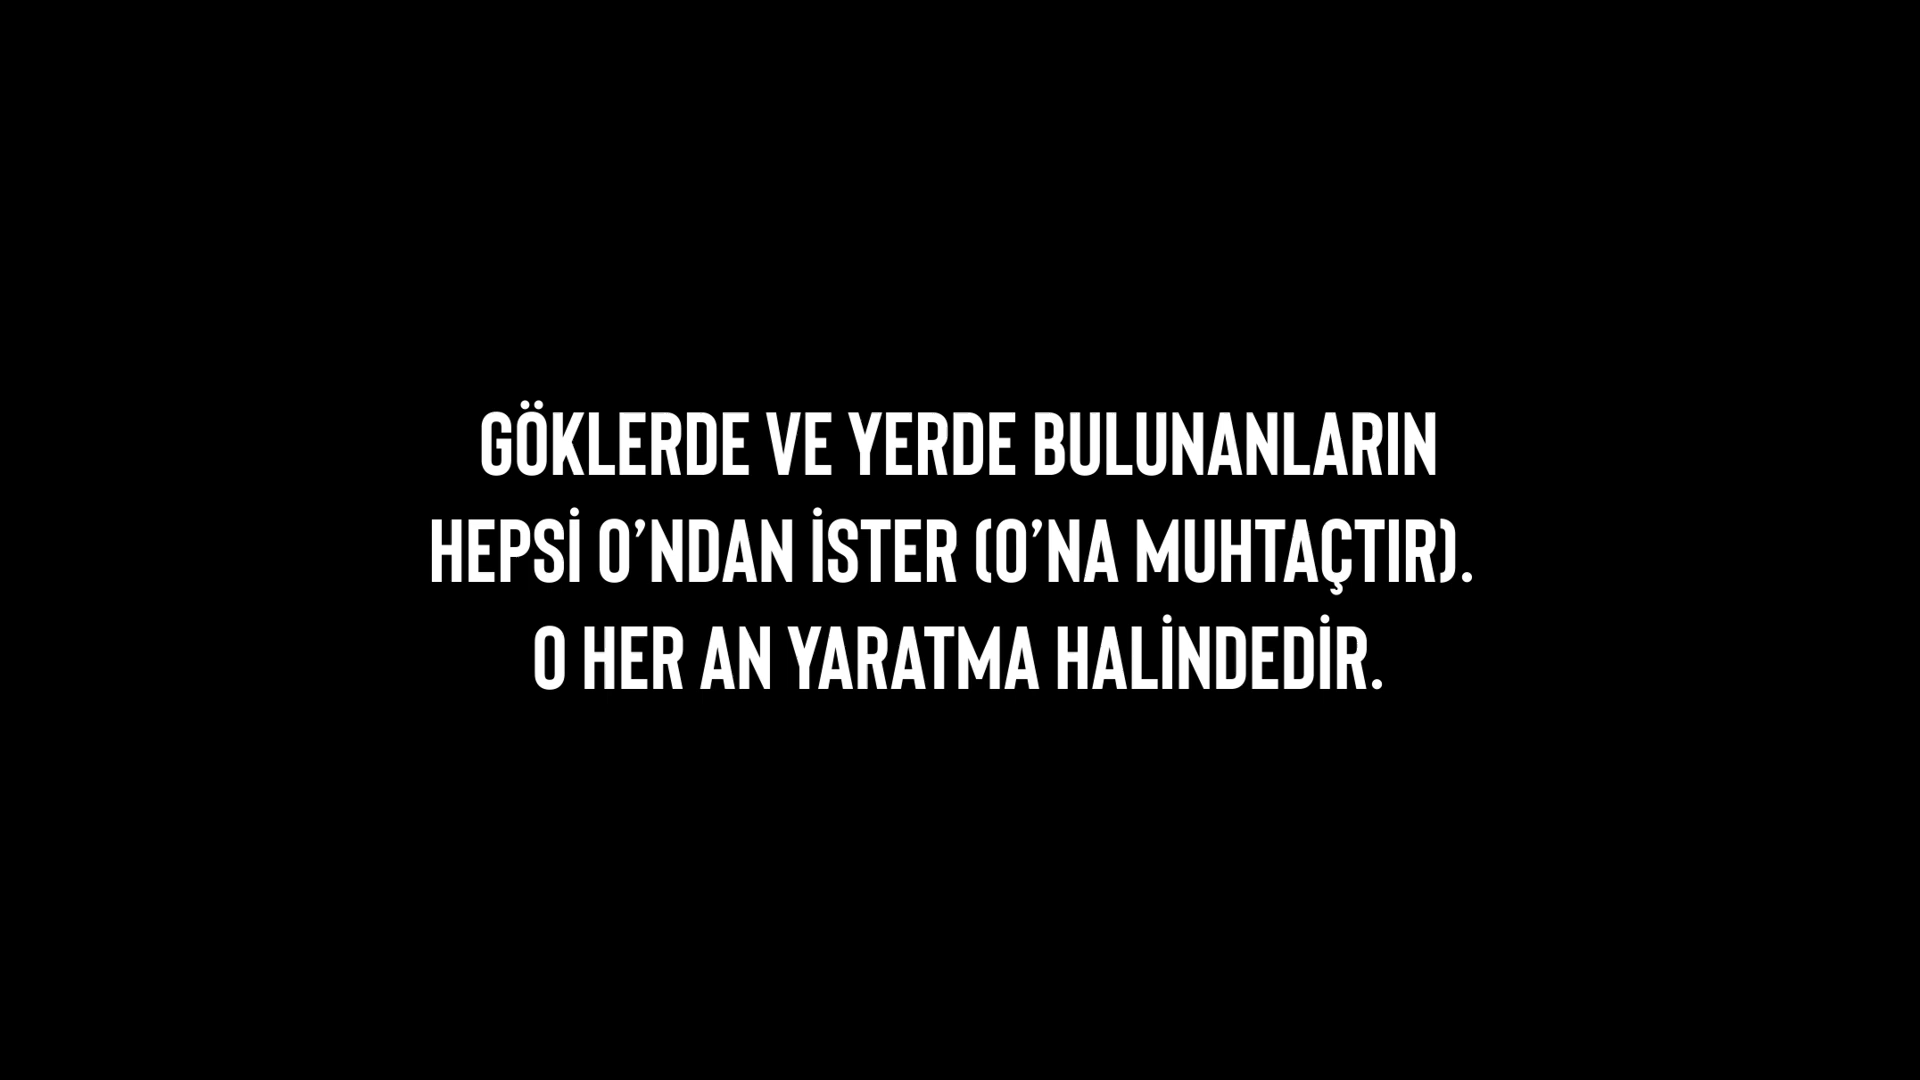 GÖKLERDE VE YERDE BULUNANLARIN
HEPSİ O’NDAN İSTER (O’NA MUHTAÇTIR).
O HER AN YARATMA HALİNDEDİR.